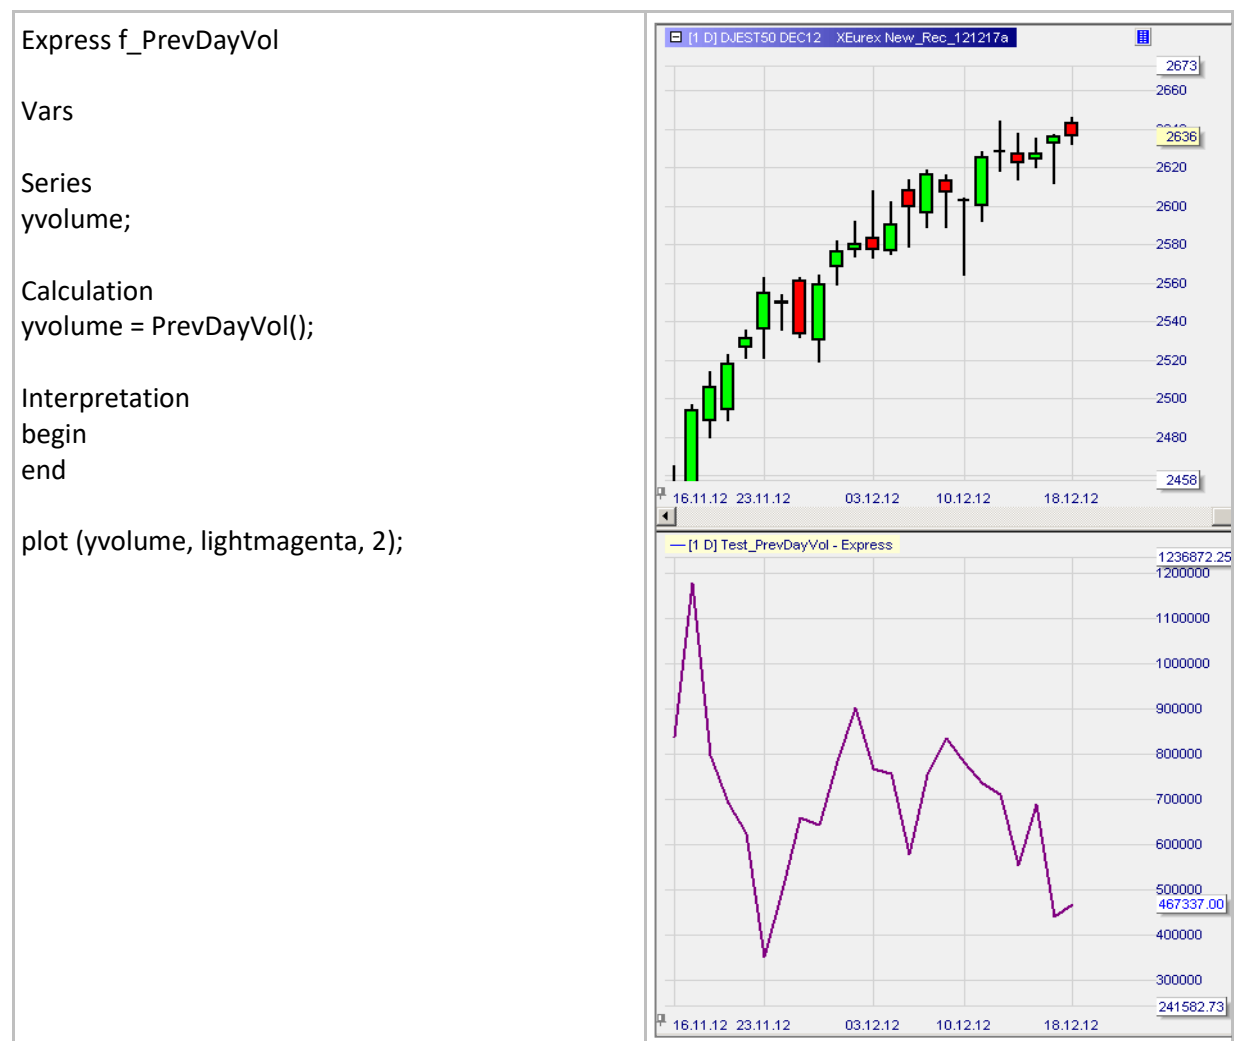 Express f_PrevDayVol
Vars
Series
yvolume;
Calculation
yvolume = PrevDayVol();
Interpretation
begin
end
plot (yvolume, lightmagenta, 2);
[1 D] DJEST50 DEC12 XEurex New_Rec_121217a
2673
2660
2636
2620
2600
2580
2560
2540
2520
2500
2480
2458
16.11.12 23.11.12 03.12.12 10.12.12 18.12.12
[1 D] Test_PrevDayVol - Express
1236872.25
1200000
1100000
1000000
900000
800000
700000
600000
500000
467337.00
400000
300000
241582.73
16.11.12 23.11.12 03.12.12 10.12.12 18.12.12